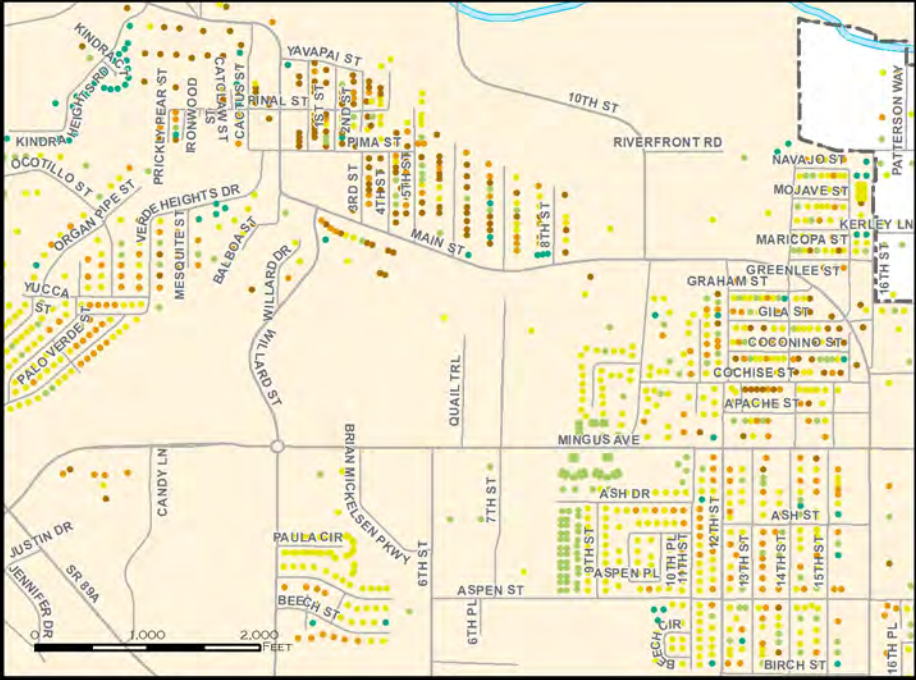 KINDRA
CT
HEIGHTS RD
KINDRA
OCOTILLO ST
ORGAN PIPE ST
YUCCA
ST
PALO VERDE ST
PRICKLY PEAR ST
IRONWOOD
ST
CATCLAW ST
CACTUS ST
VERDE HEIGHTS DR
MESQUITE ST
BALBOA ST
YAVAPAI ST
PINAL ST
1ST ST
2ND ST
PIMA ST
3RD ST
4TH ST
5TH ST
MAIN ST
8TH ST
10TH ST
RIVERFRONT RD
PATTERSON WAY
NAVAJO ST
MOJAVE ST
KERLEY LN
MARICOPA ST
16TH ST
GREENLEE ST
GRAHAM ST
GILA ST
COCONINO ST
COCHISE ST
APACHE ST
W. MILLARD DR
WILLARD ST
QUAIL TRL
MINGUS AVE
BRIAN MICKELSEN PKWY
CANDY LN
7TH ST
ASH DR
12TH ST
ASH ST
9TH ST
10TH PL
11TH ST
13TH ST
14TH ST
15TH ST
ASPEN PL
JUSTIN DR
JENNIFER DR
SR 89A
PAULA CIR
BEECH ST
6TH ST
ASPEN ST
6TH PL
BEECH CIR
BIRCH ST
16TH PL
0 1,000 2,000
FEET